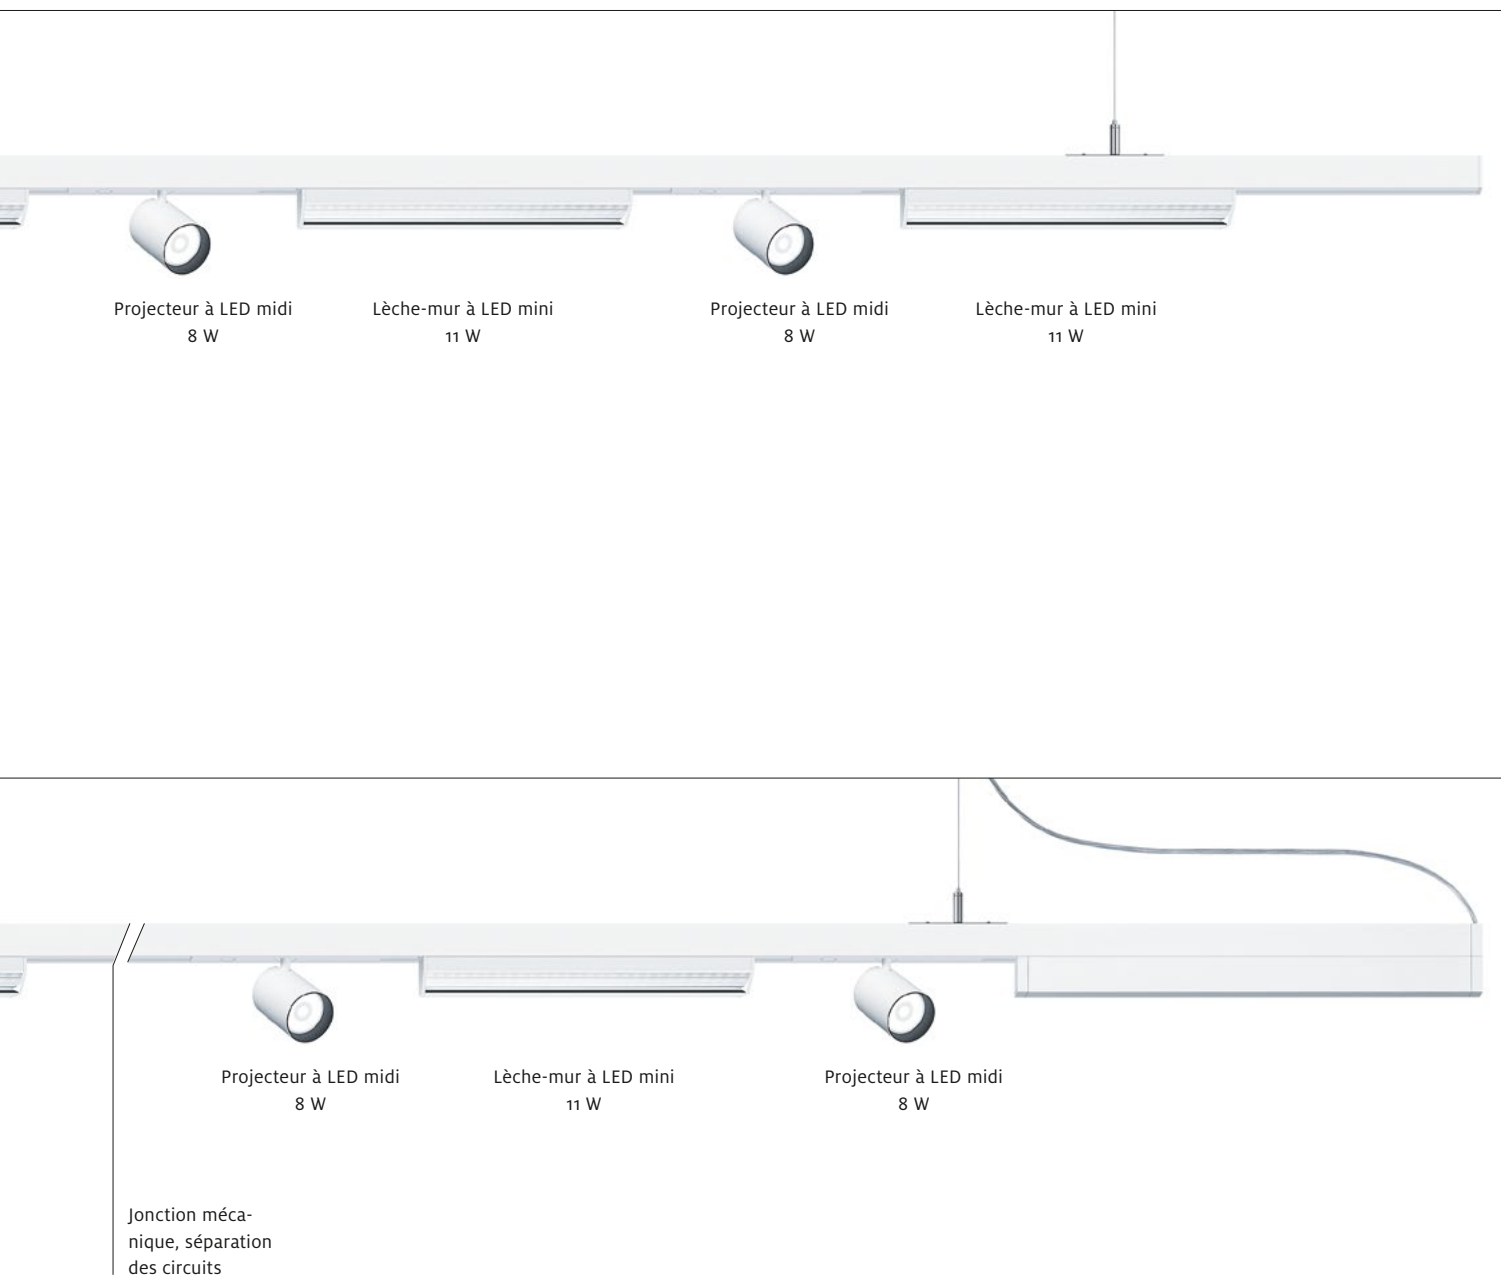 Projecteur à LED midi
8 W
Lèche-mur à LED mini
11 W
Projecteur à LED midi
8 W
Lèche-mur à LED mini
11 W
Projecteur à LED midi
8 W
Lèche-mur à LED mini
11 W
Projecteur à LED midi
8 W
Jonction méca-
nique, séparation
des circuits